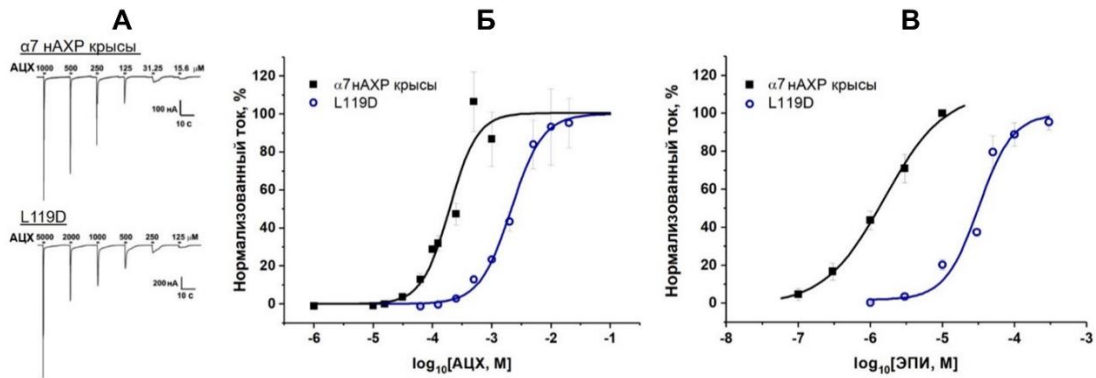 А
α7 нАХР крысы
АЦХ 1000 500 250 125 31,25 15.6 μM
100 нА
10 с
L119D
АЦХ 5000 2000 1000 500 250 125 μM
200 нА
10 с
Б
Нормализованный ток, %
120
100
80
60
40
20
0
α7нАХР крысы
L119D
-6 -5 -4 -3 -2 -1
log10[АЦХ, М]
В
Нормализованный ток, %
120
100
80
60
40
20
0
α7 нАХР крысы
L119D
-8 -7 -6 -5 -4 -3
log10[ЭПИ, М]